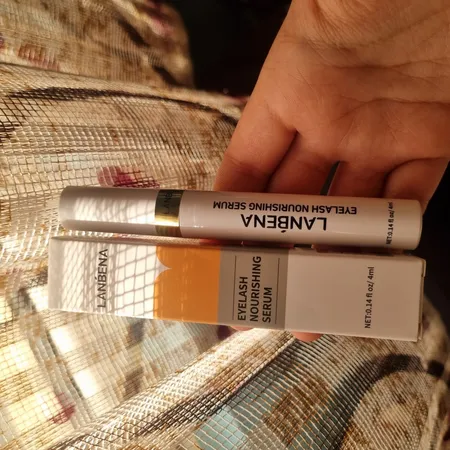 LANBENA
EYELASH NOURISHING SERUM
NET:0.14 fl oz/ 4ml
LANBENA
EYELASH
NOURISHING
SERUM
NET:0.14 fl oz/ 4ml